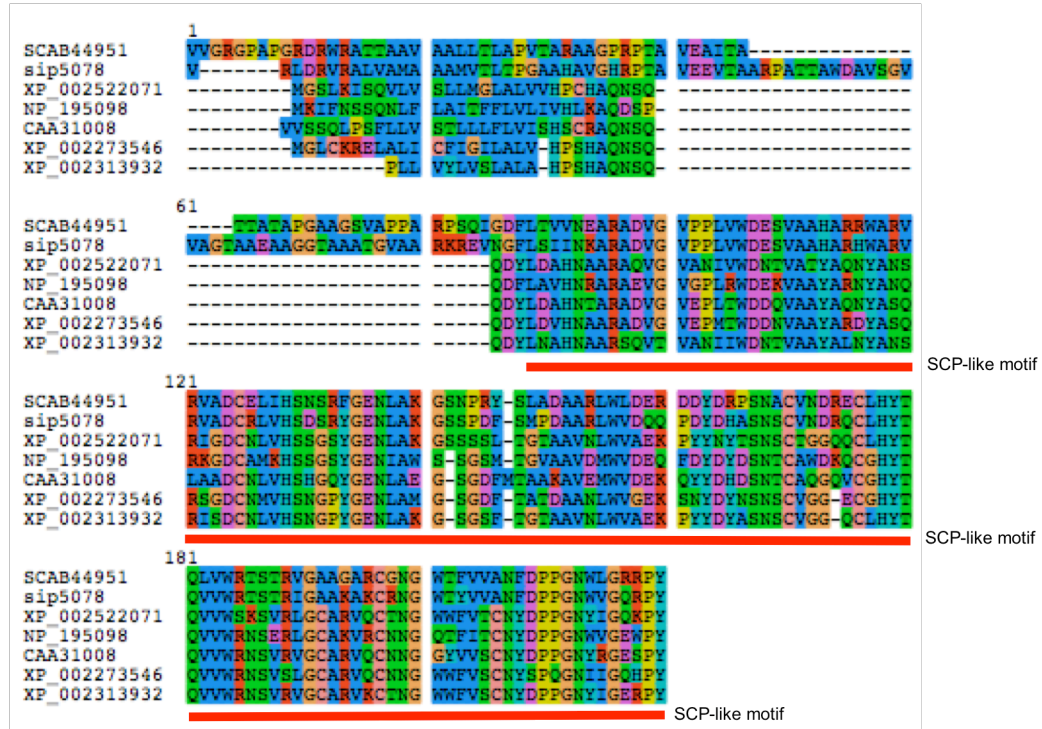 1
SCAB44951 VVGRGPAPGRDRWRATTAAV AALLTLAPVTARAAGPRPTA VEAITA--------------
sip5078 V-------RLDRVRALVAMA AAMVTLTPGAAHAVGHRPTA VEEVTAARPATTAWDAVSGV
XP_002522071 ---------MGSLKISQVLV SLLMGLALVVHPCHAQNSQ- --------------------
NP_195098 ---------MKIFNSSQNLF LAITFFLVLIVHLKAQDSP- --------------------
CAA31008 --------VVSSQLPSFLLV STLLLFLVISHSCRAQNSQ- --------------------
XP_002273546 ---------MGLCKRELALI CFIGILALV-HPSHAQNSQ- --------------------
XP_002313932 -----------------PLL VYLVSLALA-HPSHAQNSQ- --------------------
61
SCAB44951 ----TTATAPGAAGSVAPPA RPSQIGDFLTVVNEARADVG VPPLVWDESVAAHARRWARV
sip5078 VAGTAAEAAGGTAAATGVAA RKREVNGFLSIINKARADVG VPPLVWDESVAAHARHWARV
XP_002522071 -------------------- -----QDYLDAHNAARAQVG VANIVWDNTVATYAQNYANS
NP_195098 -------------------- -----QDFLAVHNRARAEVG VGPLRWDEKVAAYARNYANS
CAA31008 -------------------- -----QDYLDAHNTARADVG VEPLTWDDQVAAYAQNYASQ
XP_002273546 -------------------- -----QDYLDVHNAARADVG VEPMTWDDNVAAYARDYASQ
XP_002313932 -------------------- -----QDYLNAHNAARSQVT VANIIWDNTVAAYALNYANS
SCP-like motif
121
SCAB44951 RVADCELIHSNSRFGENLAK GSNPRY-SLADAARLWLDER DDYDRPSNACVNDRECLHYT
sip5078 RVADCRLVHSDSRYGENLAK GSSPDF-SMPDAARLWVDQQ PDYDHASNSCVNDRQCLHYT
XP_002522071 RIGDCNLVHSSGSYGENLAK GSSSSL-TGTAAVNLWVAEK PYYNYTSNSCTGGQQCLHYT
NP_195098 RKGDCAMKHSSGSYGENIAW S-SGSM-TGVAAVDMWVDEQ FDYDYDSNTCAWDKQCGHYT
CAA31008 LAADCNLVHSHGQYGENLAE G-SGDFMTAAKAVEMWVDEK QYYDHDSNTCAQGQVCGHYT
XP_002273546 RSGDCNMVHSNGPYGENLAM G-SGDF-TATDAANLWVGEK SNYDYNSNSCVGG-ECGHYT
XP_002313932 RISDCNLVHSNGPYGENLAK G-SGSF-TGTAAVNLWVAEK PYYDYASNSCVGG-QCLHYT
SCP-like motif
181
SCAB44951 QLVWRTSTRVGAAGARCGNG WTFVVANFDPPGNWLGRRPY
sip5078 QVVWRTSTRIGAAKAKCRNG WTYVVANFDPPGNWVGQRPY
XP_002522071 QVVWSKSVRLGCARVQCTNG WWFVTCNYDPPGNYIGQKPY
NP_195098 QVVWRNSERLGCAKVRCNNG QTFITCNYDPPGNWVGEWPY
CAA31008 QVVWRNSVRVGCARVQCNNG GYVVSCNYDPPGNYRGESPY
XP_002273546 QVVWRNSVSLGCARVQCNNG WWFVSCNYSPQGNIIGQHPY
XP_002313932 QVVWRNSVRVGCARVKCTNG WWFVSCNYDPPGNIIGERPY
SCP-like motif